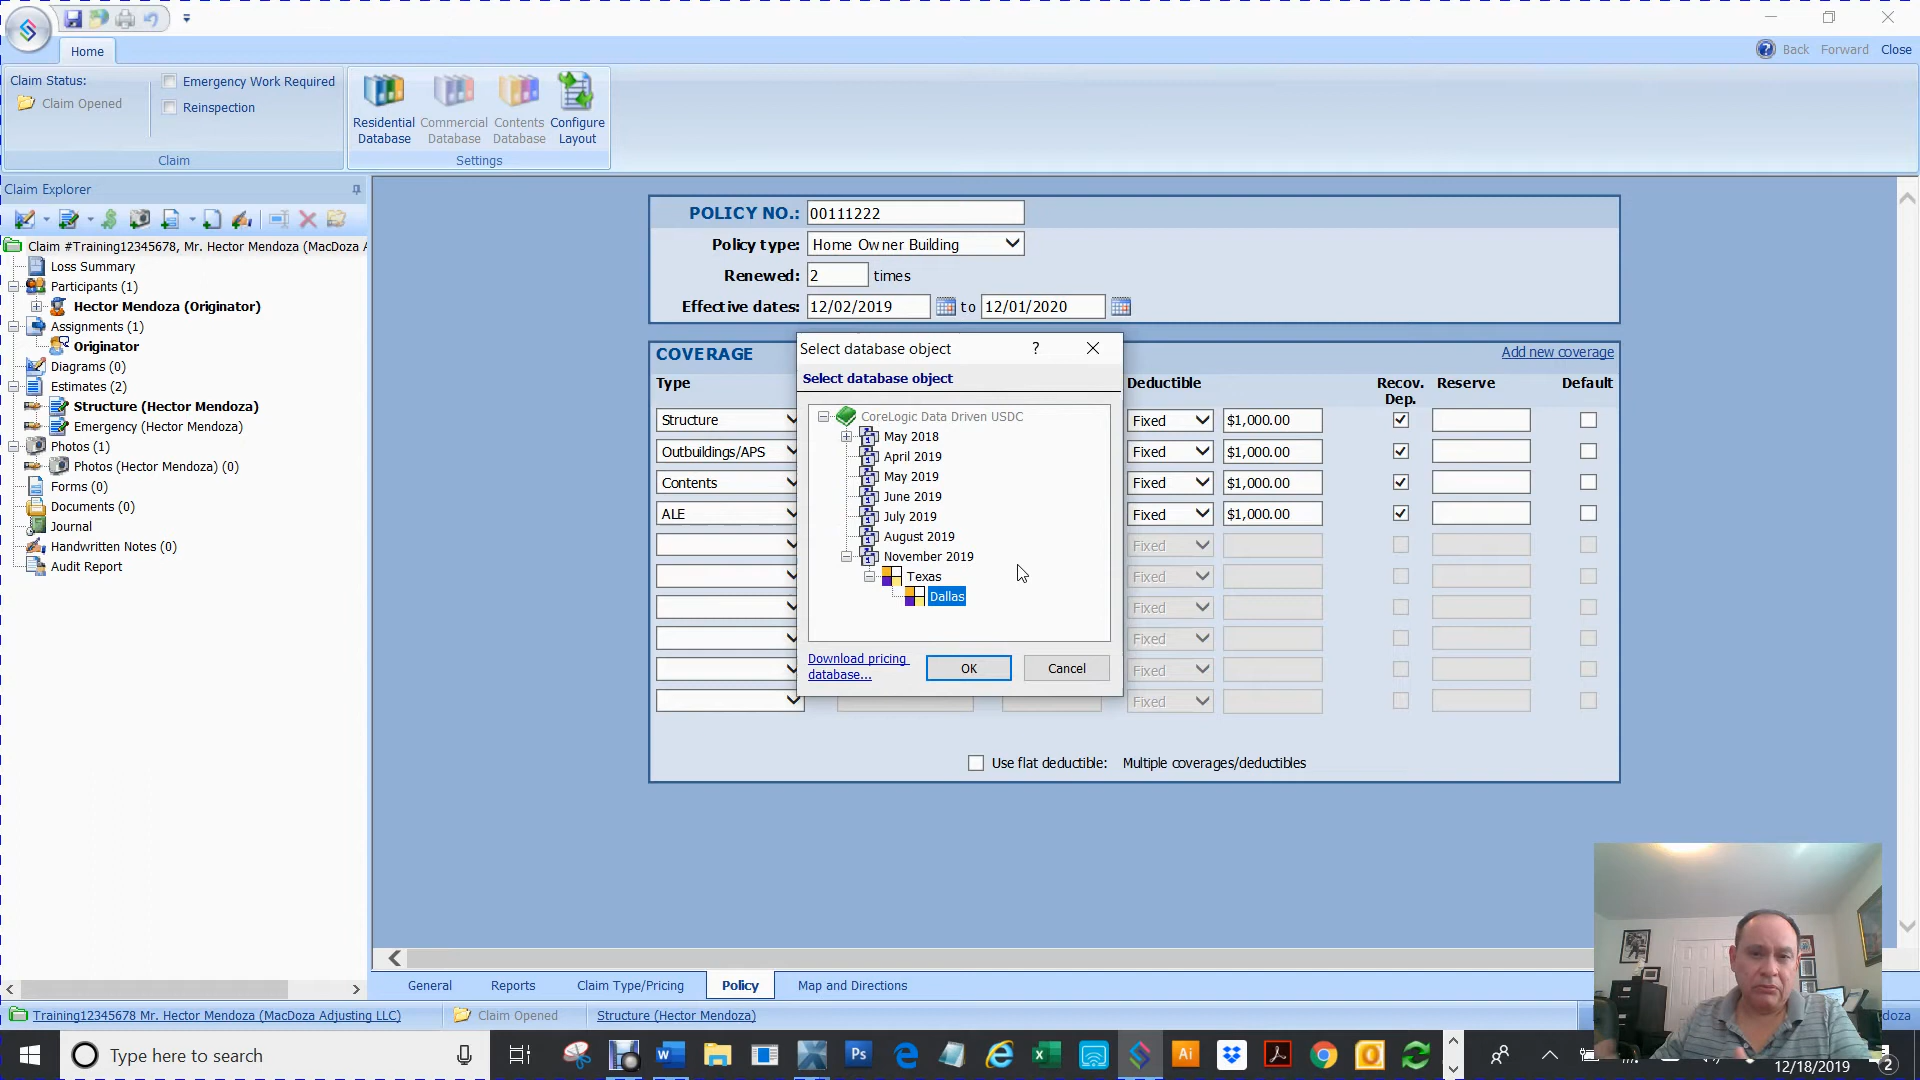 Home
Back Forward Close
Claim Status:
Claim Opened
Emergency Work Required
Reinspection
Claim
Residential Database
Commercial Database
Contents Database
Configure Layout
Settings
Claim Explorer
Claim #Training12345678, Mr. Hector Mendoza (MacDoza A
Loss Summary
Participants (1)
Hector Mendoza (Originator)
Assignments (1)
Originator
Diagrams (0)
Estimates (2)
Structure (Hector Mendoza)
Emergency (Hector Mendoza)
Photos (1)
Photos (Hector Mendoza) (0)
Forms (0)
Documents (0)
Journal
Handwritten Notes (0)
Audit Report
POLICY NO.: 00111222
Policy type: Home Owner Building
Renewed: 2 times
Effective dates: 12/02/2019 to 12/01/2020
COVERAGE
Add new coverage
Type Deductible Recov. Dep. Reserve Default
Structure Fixed $1,000.00
Outbuildings/APS Fixed $1,000.00
Contents Fixed $1,000.00
ALE Fixed $1,000.00
Fixed
Fixed
Fixed
Fixed
Fixed
Fixed
Use flat deductible: Multiple coverages/deductibles
Select database object ?
Select database object
CoreLogic Data Driven USDC
May 2018
April 2019
May 2019
June 2019
July 2019
August 2019
November 2019
Texas
Dallas
Download pricing
database...
OK
Cancel
General Reports Claim Type/Pricing Policy Map and Directions
Training12345678 Mr. Hector Mendoza (MacDoza Adjusting LLC) Claim Opened Structure (Hector Mendoza) doza
Type here to search
12/18/2019
2